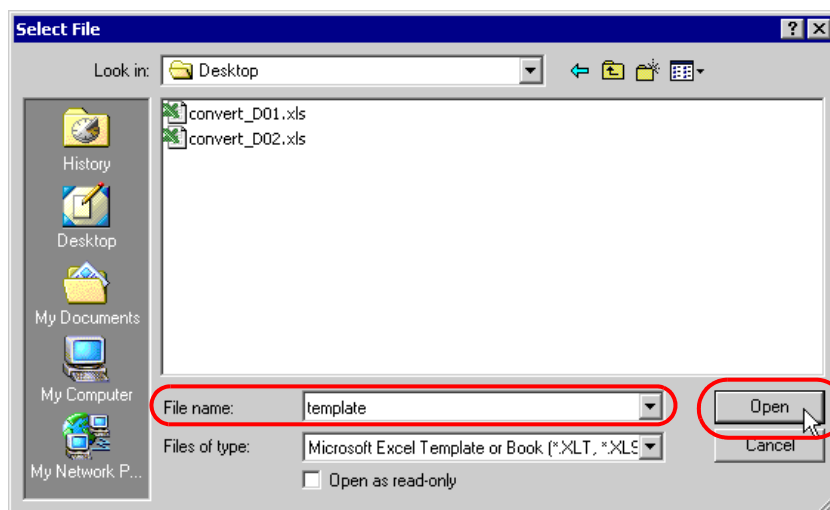 Select File
Look in: Desktop
convert_D01.xls
convert_D02.xls
History
Desktop
My Documents
My Computer
My Network P...
File name: template Open
Files of type: Microsoft Excel Template or Book (*.XLT, *.XLS Cancel
Open as read-only